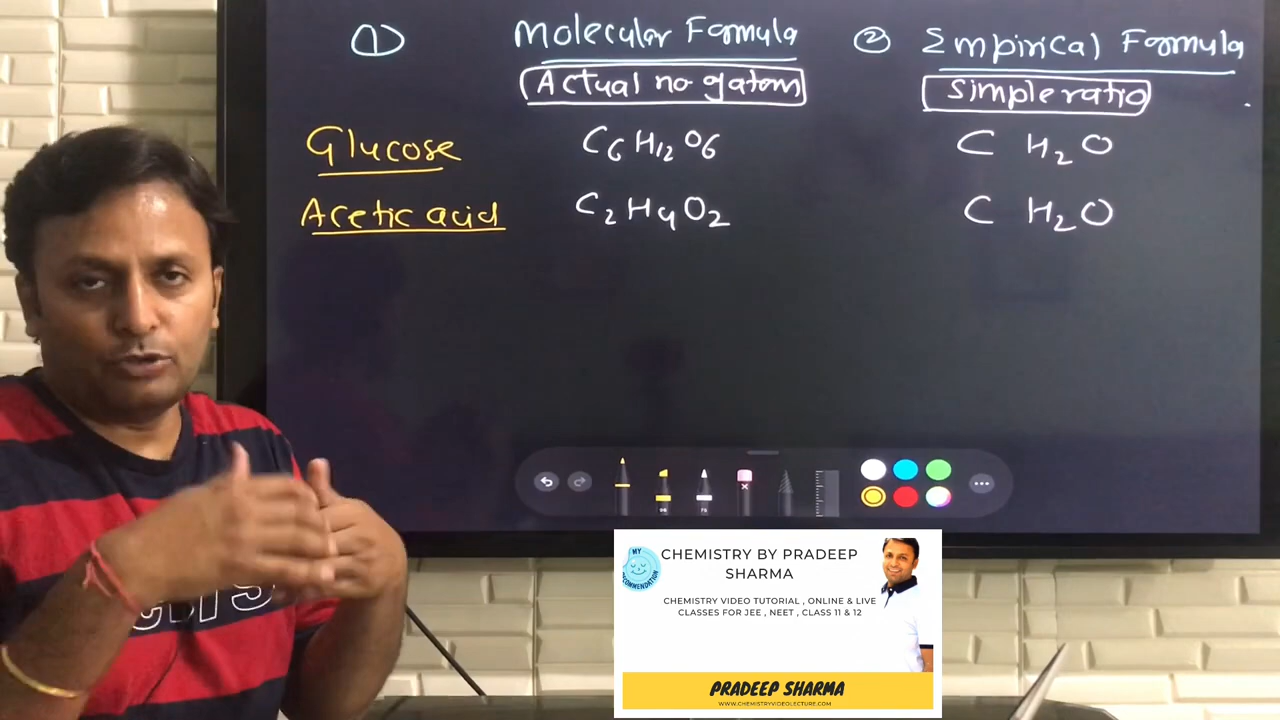 ① Molecular Formula ② Empirical Formula
Actual no of atom Simple ratio
Glucose C6H12O6 CH2O
Acetic acid C2H4O2 CH2O
MY RECOMMENDATION
CHEMISTRY BY PRADEEP
SHARMA
CHEMISTRY VIDEO TUTORIAL , ONLINE & LIVE
CLASSES FOR JEE , NEET , CLASS 11 & 12
PRADEEP SHARMA
WWW.CHEMISTRYVIDEOLECTURE.COM